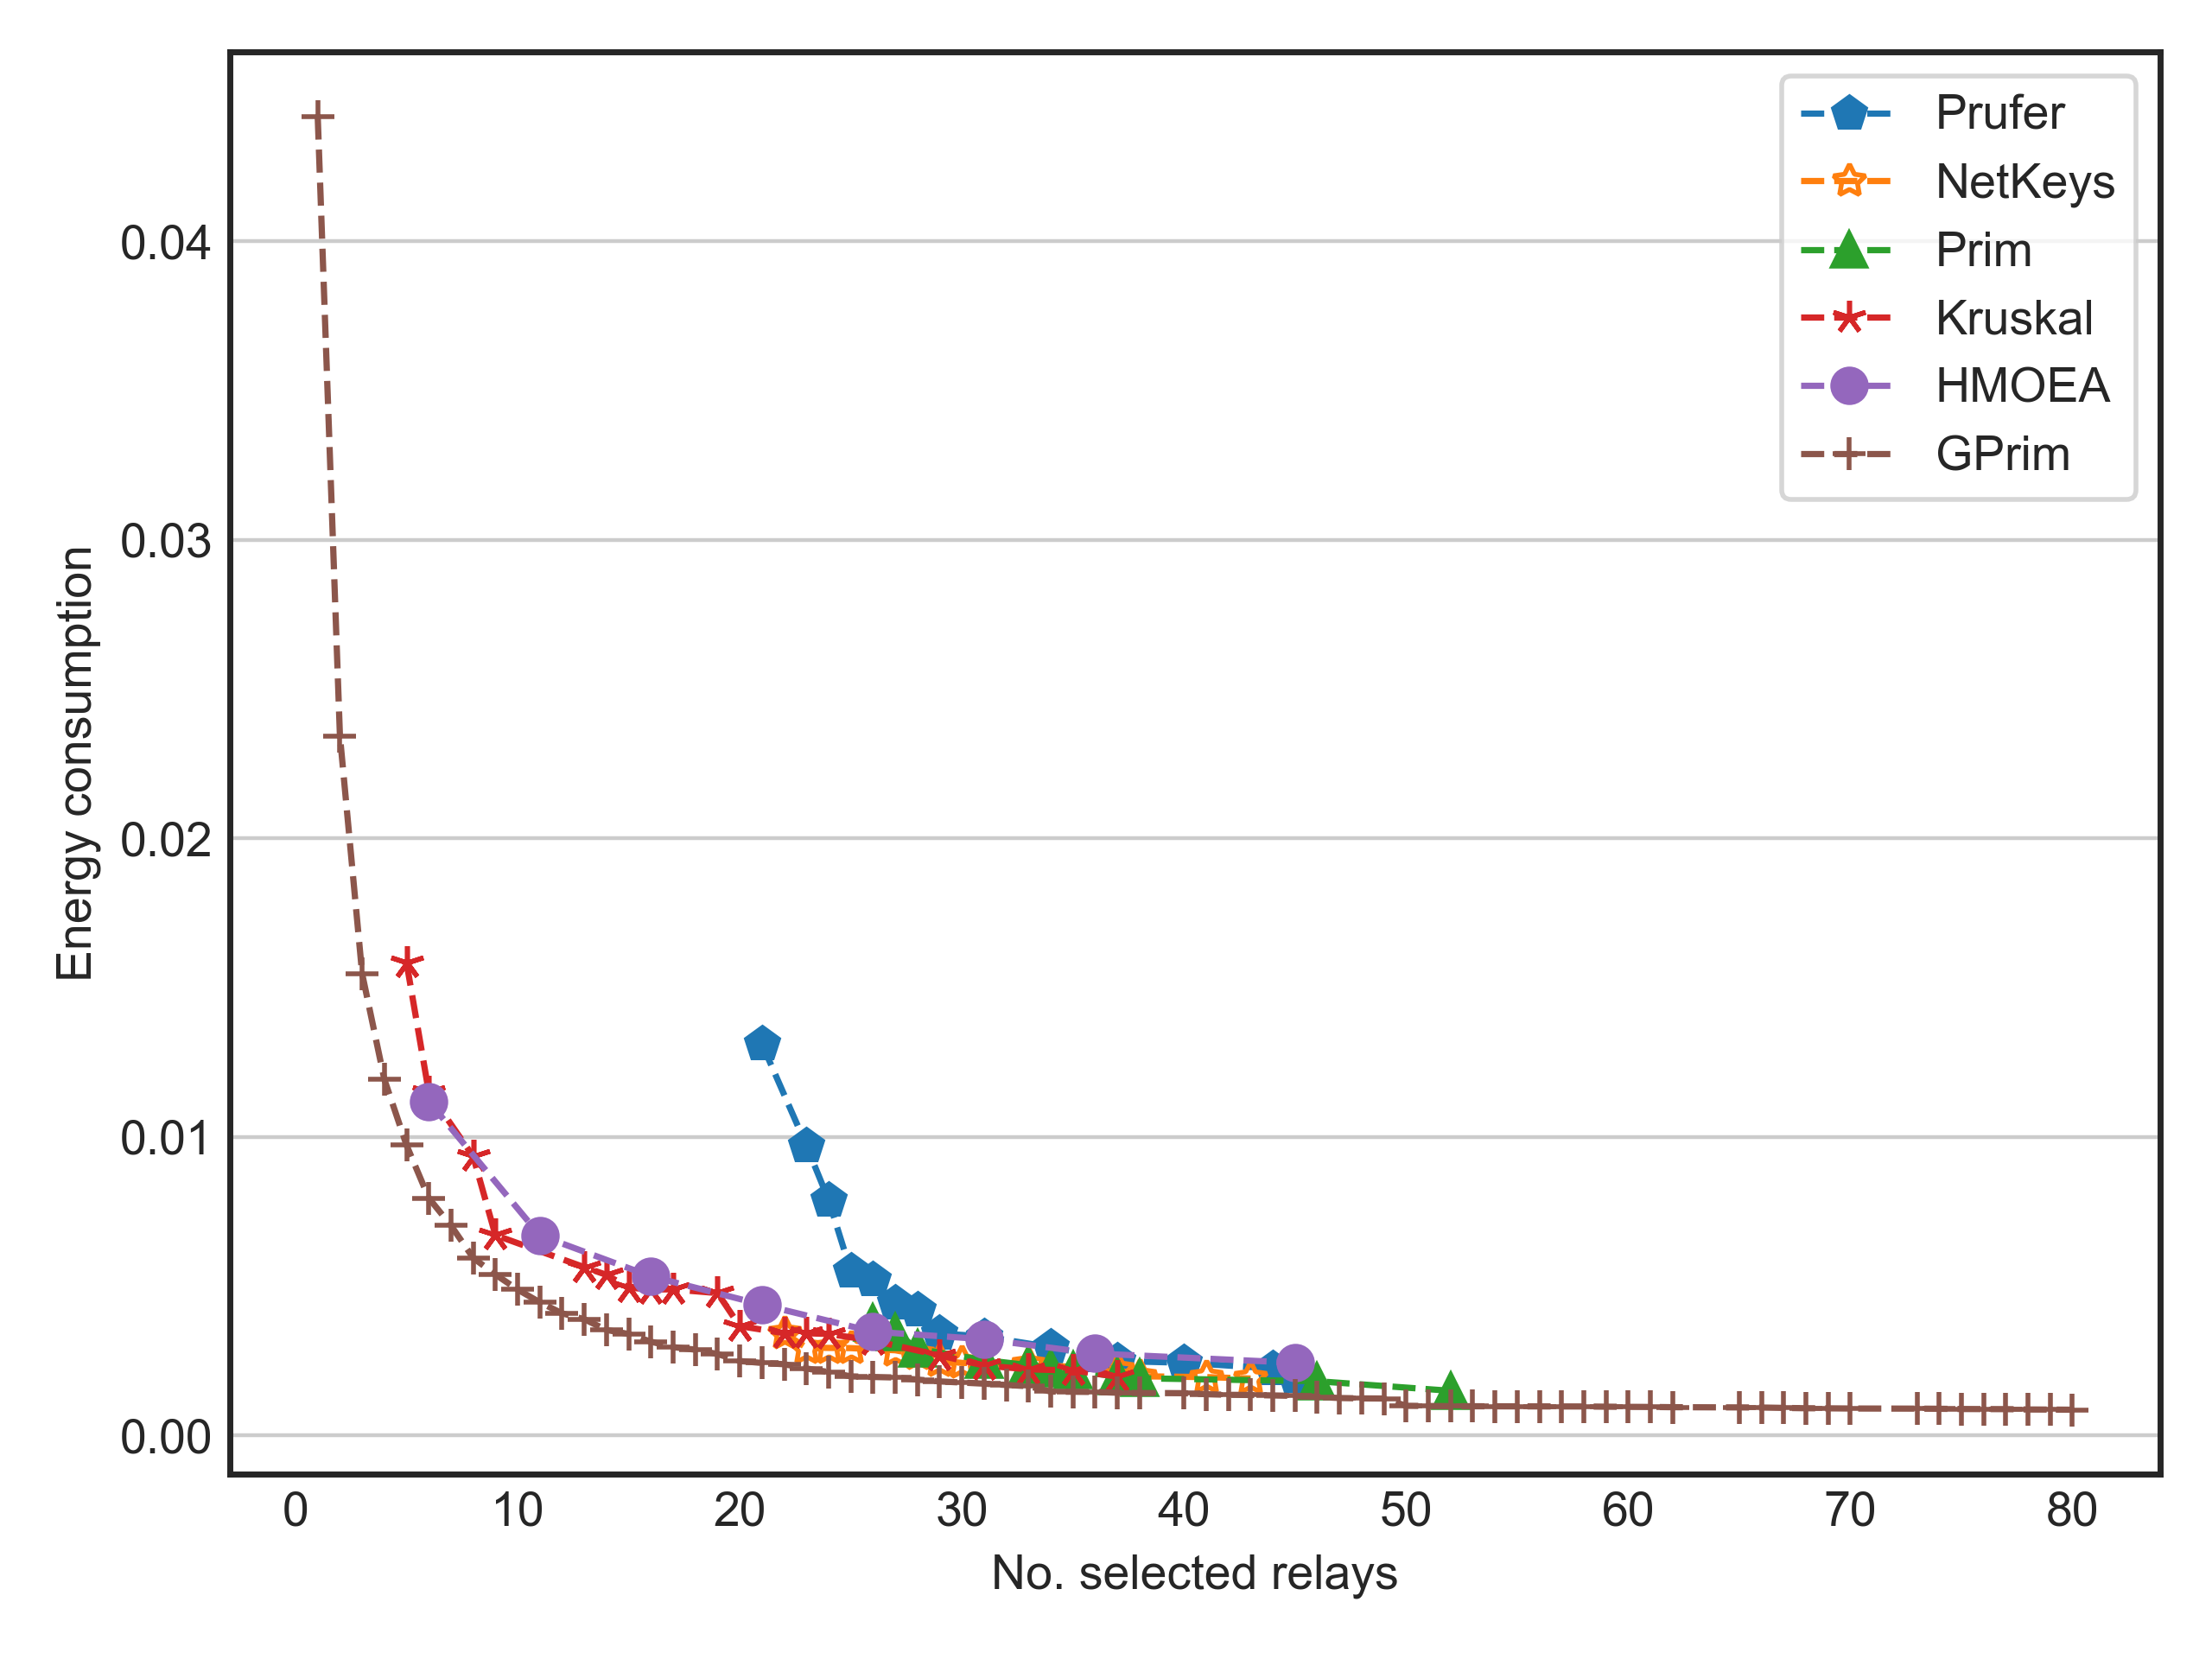 Prufer
NetKeys
Prim
Kruskal
HMOEA
GPrim
Energy consumption
0.04
0.03
0.02
0.01
0.00
0 10 20 30 40 50 60 70 80
No. selected relays